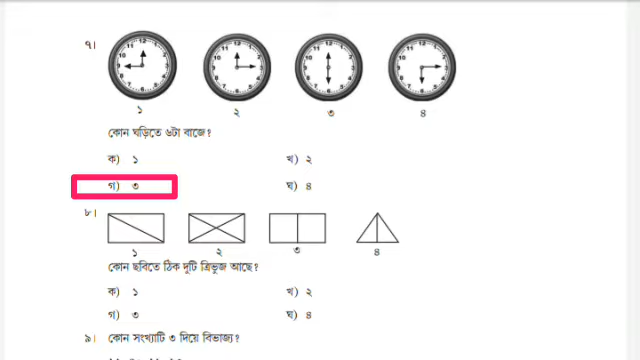 ৭।
১ ২ ৩ ৪
কোন ঘড়িতে ৬টা বাজে?
ক) ১ খ) ২
গ) ৩ ঘ) ৪
৮।
১ ২ ৩ ৪
কোন ছবিতে ঠিক দুটি ত্রিভুজ আছে?
ক) ১ খ) ২
গ) ৩ ঘ) ৪
৯। কোন সংখ্যাটি ৩ দিয়ে বিভাজ্য?